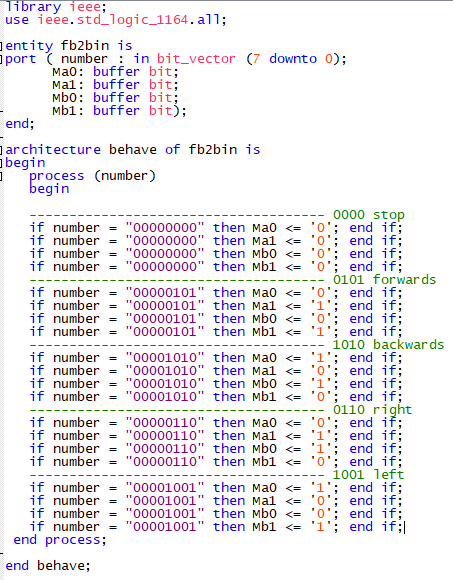 library ieee;
use ieee.std_logic_1164.all;
entity fb2bin is
port ( number : in bit_vector (7 downto 0);
Ma0: buffer bit;
Ma1: buffer bit;
Mb0: buffer bit;
Mb1: buffer bit);
end;
architecture behave of fb2bin is
begin
process (number)
begin
---------------------------------- 0000 stop
if number = "00000000" then Ma0 <= '0'; end if;
if number = "00000000" then Ma1 <= '0'; end if;
if number = "00000000" then Mb0 <= '0'; end if;
if number = "00000000" then Mb1 <= '0'; end if;
---------------------------------- 0101 forwards
if number = "00000101" then Ma0 <= '0'; end if;
if number = "00000101" then Ma1 <= '1'; end if;
if number = "00000101" then Mb0 <= '0'; end if;
if number = "00000101" then Mb1 <= '1'; end if;
---------------------------------- 1010 backwards
if number = "00001010" then Ma0 <= '1'; end if;
if number = "00001010" then Ma1 <= '0'; end if;
if number = "00001010" then Mb0 <= '1'; end if;
if number = "00001010" then Mb1 <= '0'; end if;
---------------------------------- 0110 right
if number = "00000110" then Ma0 <= '0'; end if;
if number = "00000110" then Ma1 <= '1'; end if;
if number = "00000110" then Mb0 <= '1'; end if;
if number = "00000110" then Mb1 <= '0'; end if;
---------------------------------- 1001 left
if number = "00001001" then Ma0 <= '1'; end if;
if number = "00001001" then Ma1 <= '0'; end if;
if number = "00001001" then Mb0 <= '0'; end if;
if number = "00001001" then Mb1 <= '1'; end if;
end process;
end behave;